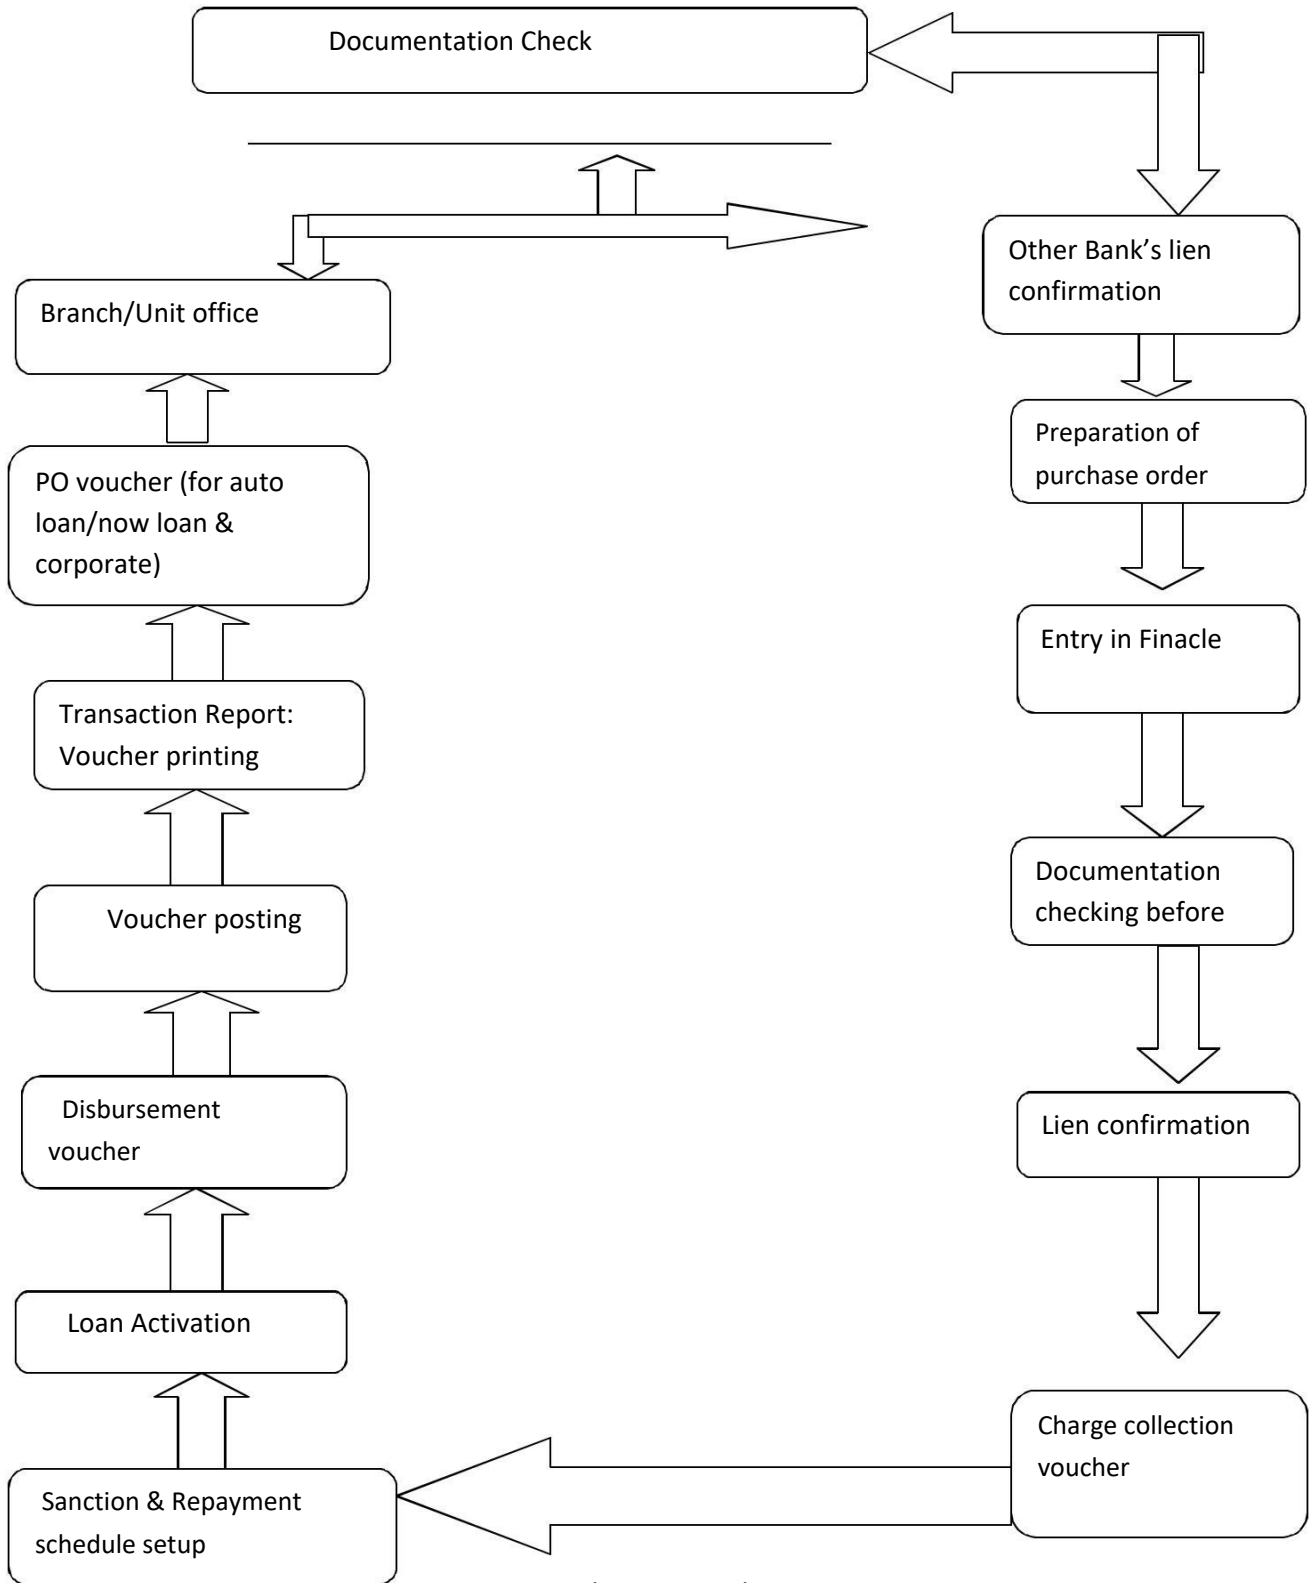 Documentation Check
Other Bank’s lien
confirmation
Branch/Unit office
Preparation of
purchase order
PO voucher (for auto
loan/now loan &
corporate)
Entry in Finacle
Transaction Report:
Voucher printing
Documentation
checking before
Voucher posting
Disbursement
voucher
Lien confirmation
Loan Activation
Charge collection
voucher
Sanction & Repayment
schedule setup